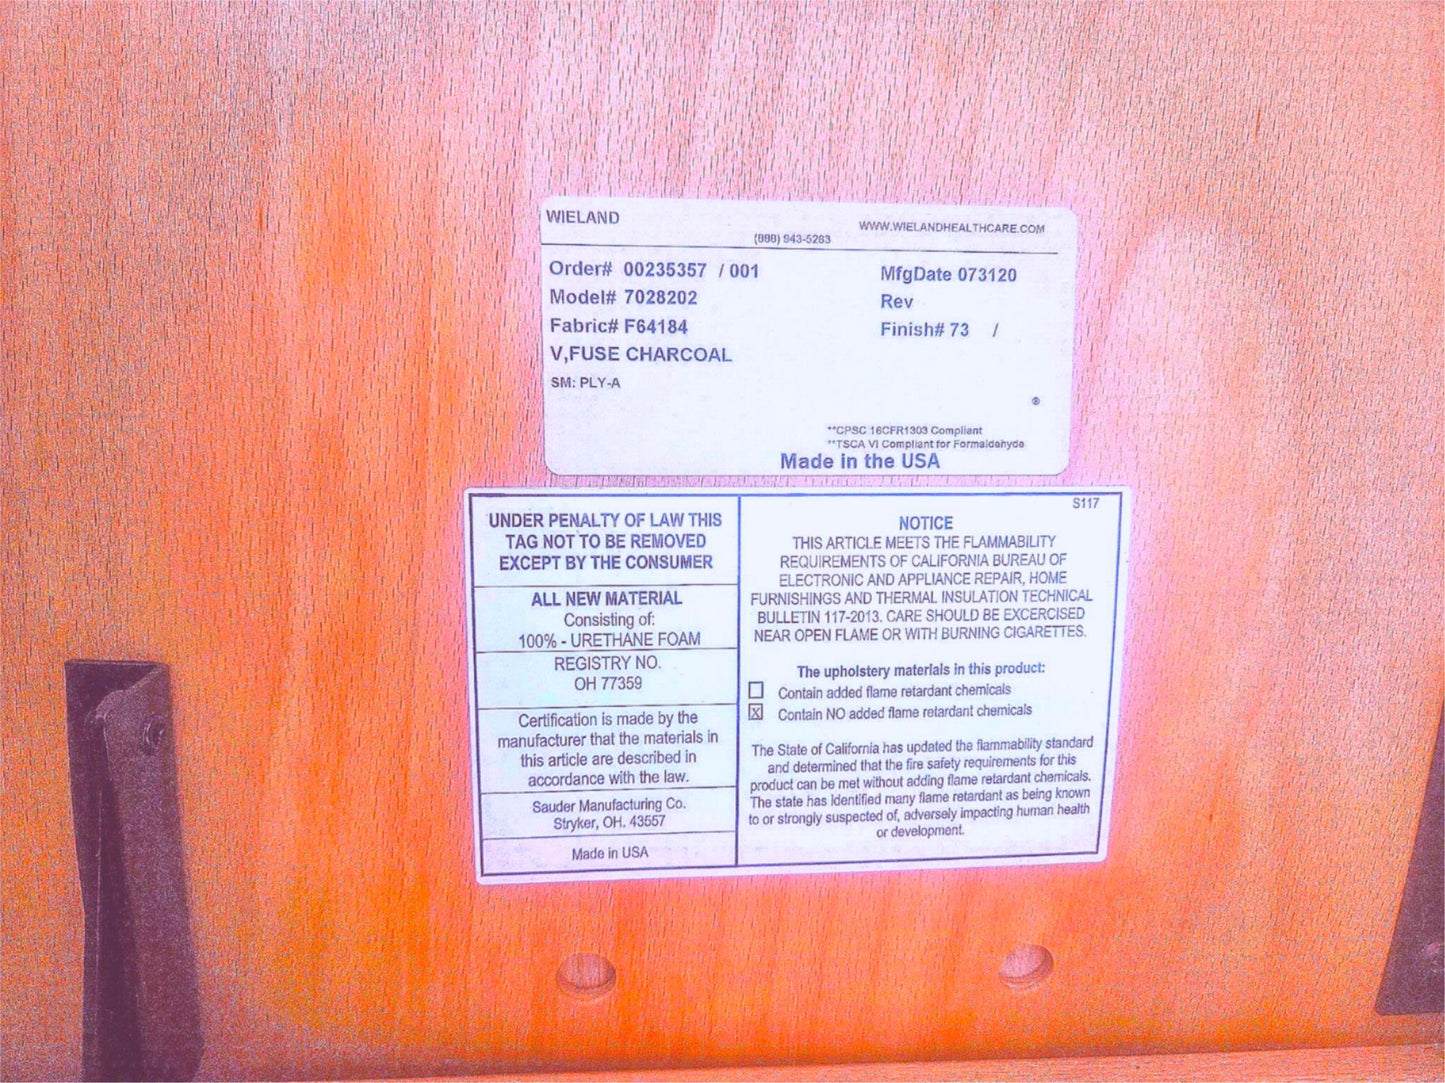 WIELAND
WWW.WIELANDHEALTHCARE.COM
(888) 943-5263
Order# 00235357 / 001
MfgDate 073120
Model# 7028202
Rev
Fabric# F64184
Finish# 73 /
V,FUSE CHARCOAL
SM: PLY-A
®
**CPSC 16CFR1303 Compliant
**TSCA VI Compliant for Formaldehyde
Made in the USA
UNDER PENALTY OF LAW THIS
TAG NOT TO BE REMOVED
EXCEPT BY THE CONSUMER
ALL NEW MATERIAL
Consisting of:
100% - URETHANE FOAM
REGISTRY NO.
OH 77359
Certification is made by the
manufacturer that the materials in
this article are described in
accordance with the law.
Sauder Manufacturing Co.
Stryker, OH. 43557
Made in USA
S117
NOTICE
THIS ARTICLE MEETS THE FLAMMABILITY
REQUIREMENTS OF CALIFORNIA BUREAU OF
ELECTRONIC AND APPLIANCE REPAIR, HOME
FURNISHINGS AND THERMAL INSULATION TECHNICAL
BULLETIN 117-2013. CARE SHOULD BE EXCERCISED
NEAR OPEN FLAME OR WITH BURNING CIGARETTES.
The upholstery materials in this product:
Contain added flame retardant chemicals
X Contain NO added flame retardant chemicals
The State of California has updated the flammability standard
and determined that the fire safety requirements for this
product can be met without adding flame retardant chemicals.
The state has identified many flame retardant as being known
to or strongly suspected of, adversely impacting human health
or development.